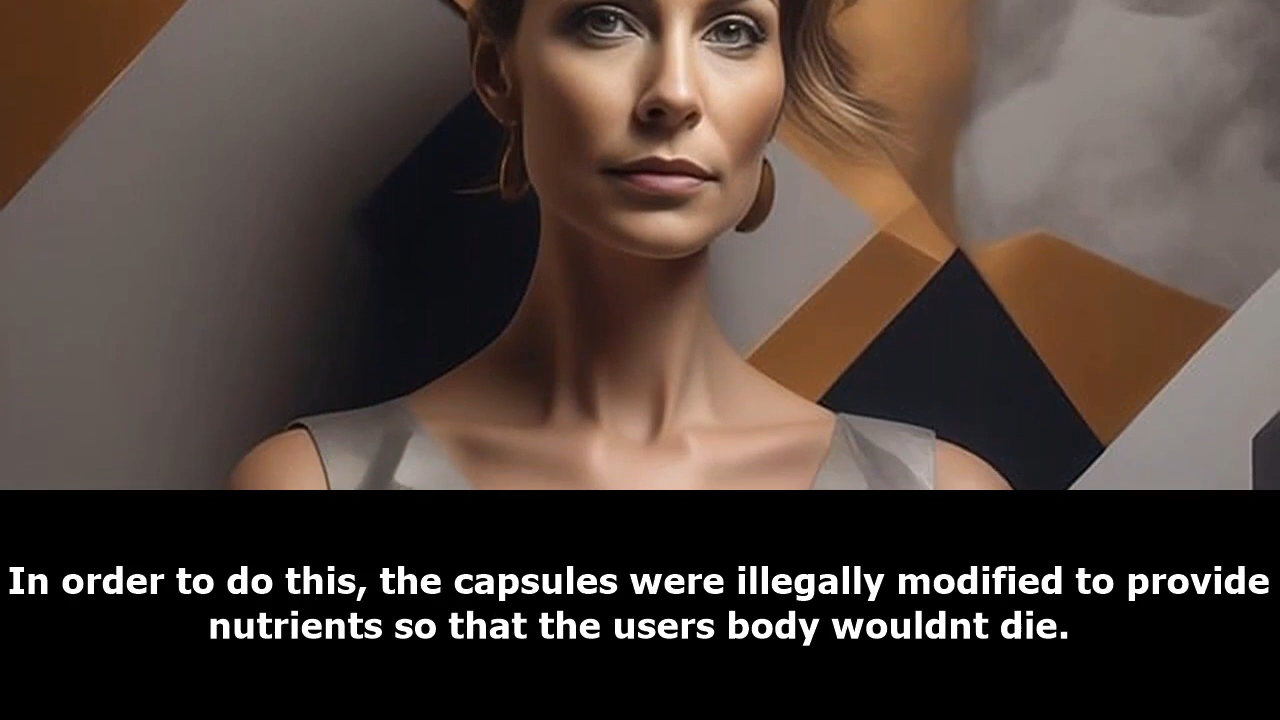 In order to do this, the capsules were illegally modified to provide
nutrients so that the users body wouldnt die.